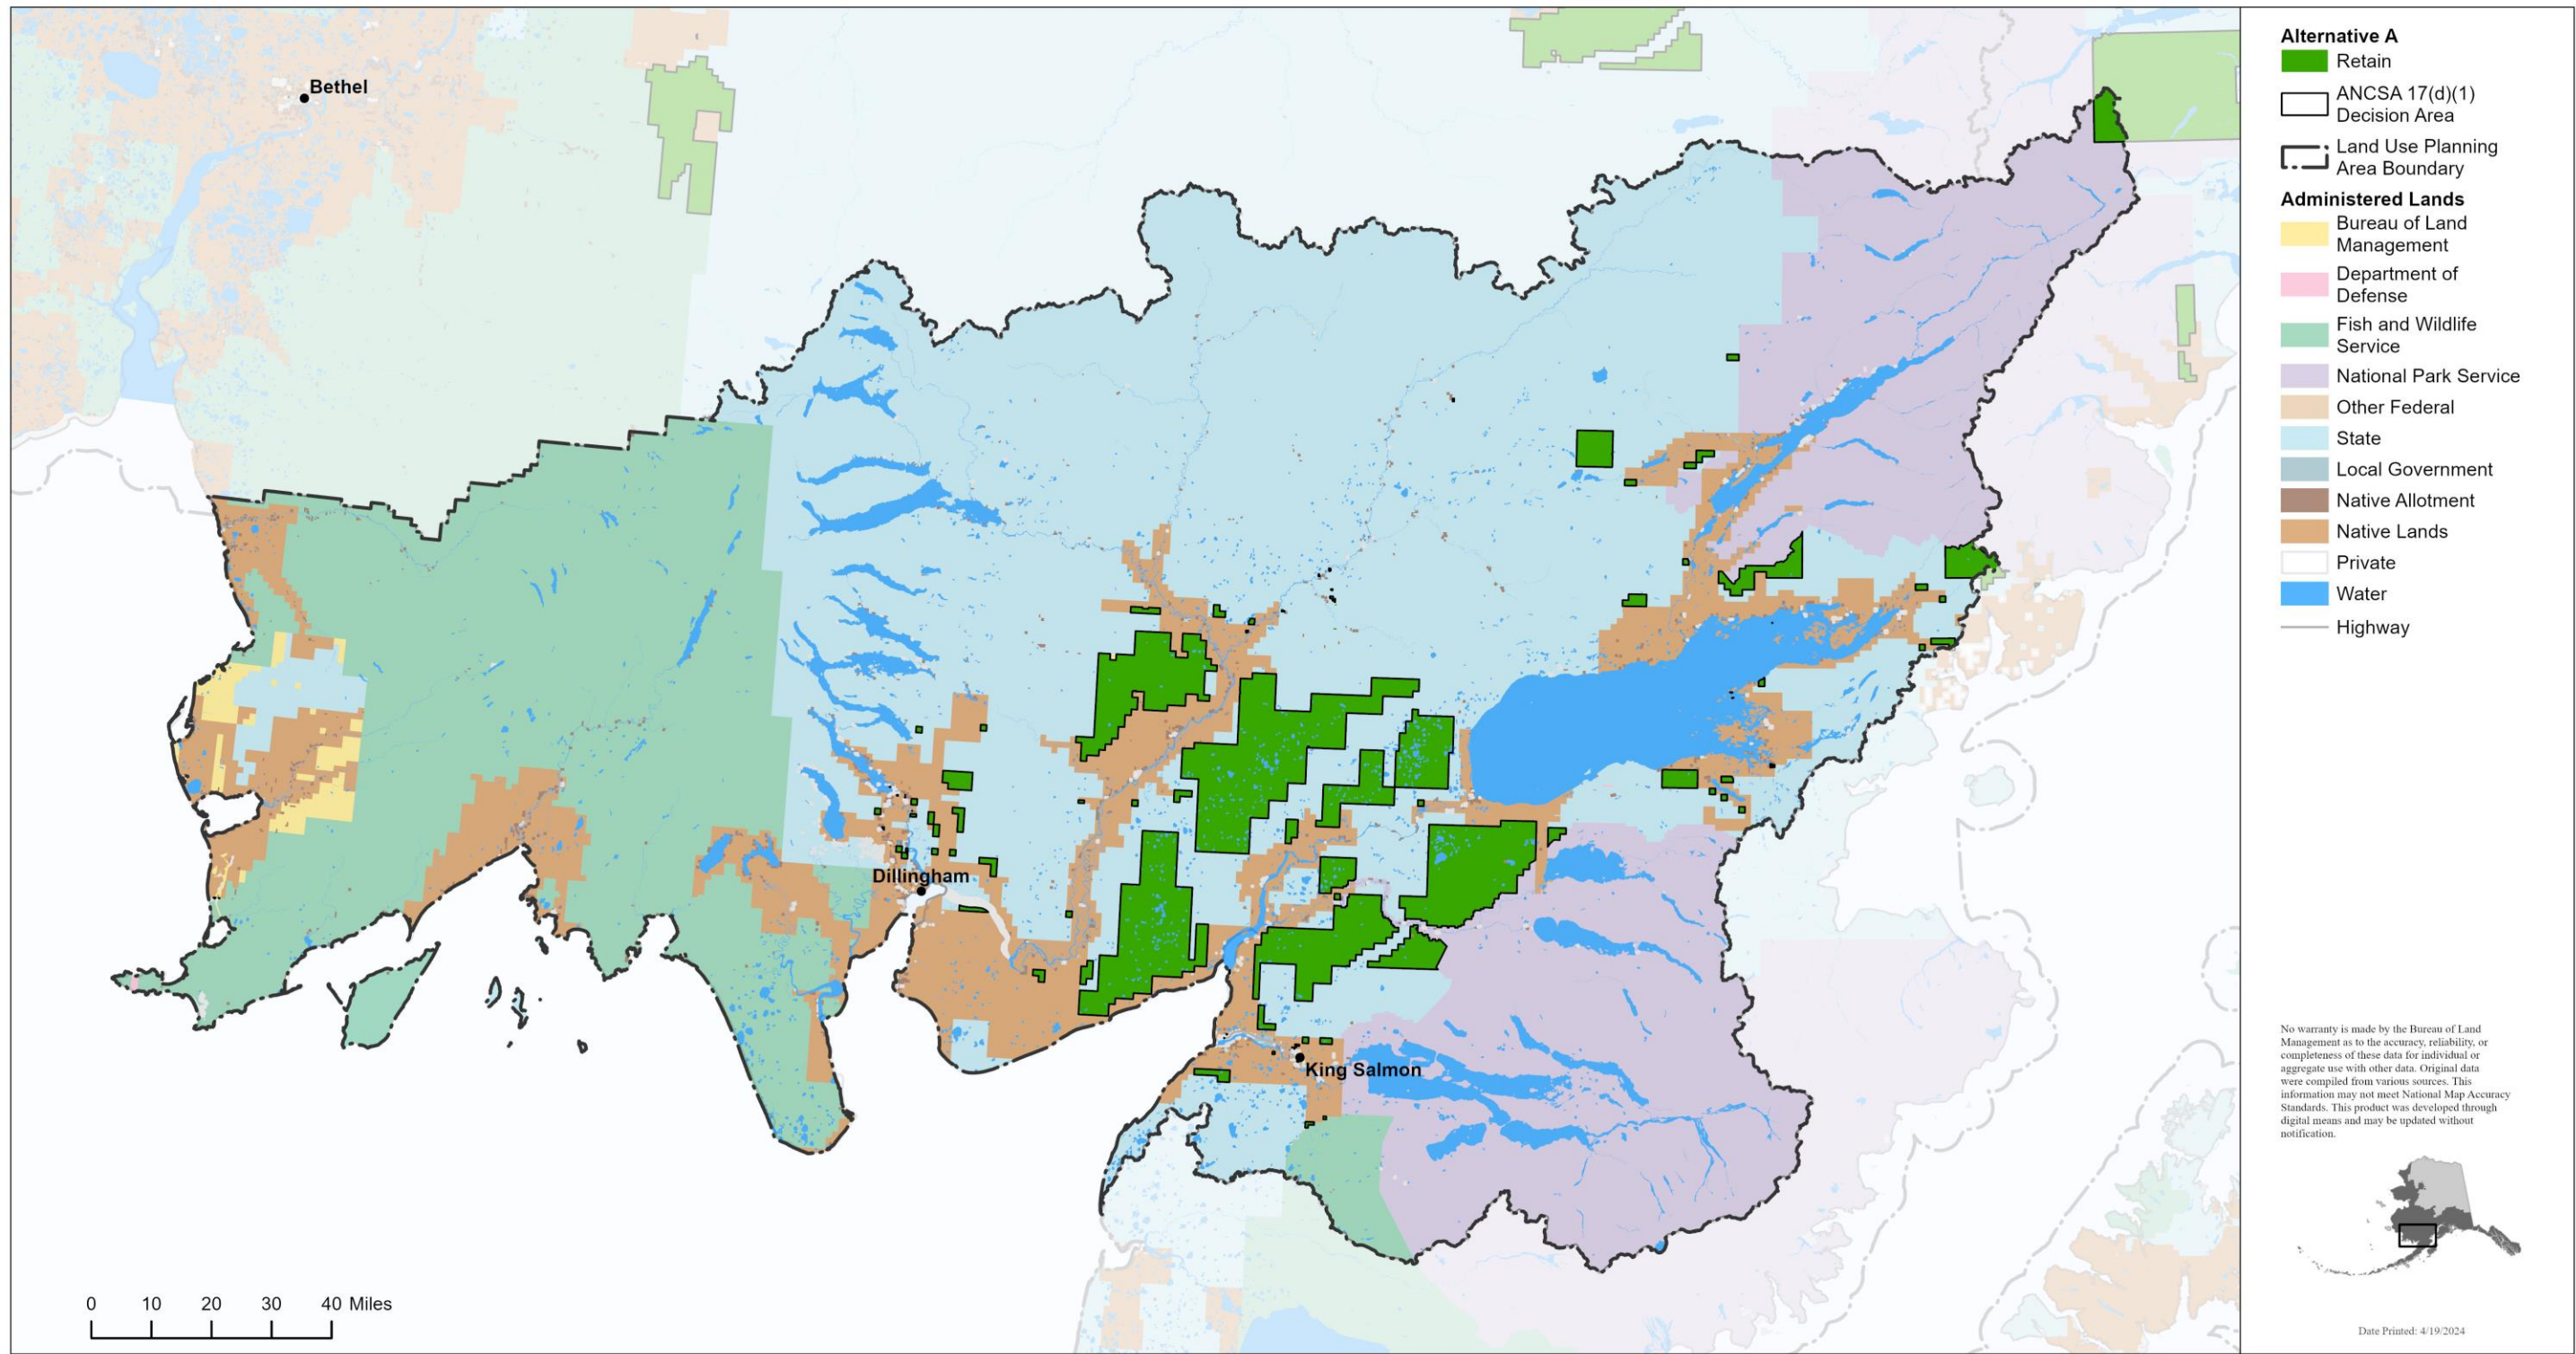 Bethel
Dillingham
King Salmon
0 10 20 30 40 Miles
Alternative A
Retain
ANCSA 17(d)(1)
Decision Area
Land Use Planning
Area Boundary
Administered Lands
Bureau of Land
Management
Department of
Defense
Fish and Wildlife
Service
National Park Service
Other Federal
State
Local Government
Native Allotment
Native Lands
Private
Water
Highway
No warranty is made by the Bureau of Land
Management as to the accuracy, reliability, or
completeness of these data for individual or
aggregate use with other data. Original data
were compiled from various sources. This
information may not meet National Map Accuracy
Standards. This product was developed through
digital means and may be updated without
notification.
Date Printed: 4/19/2024